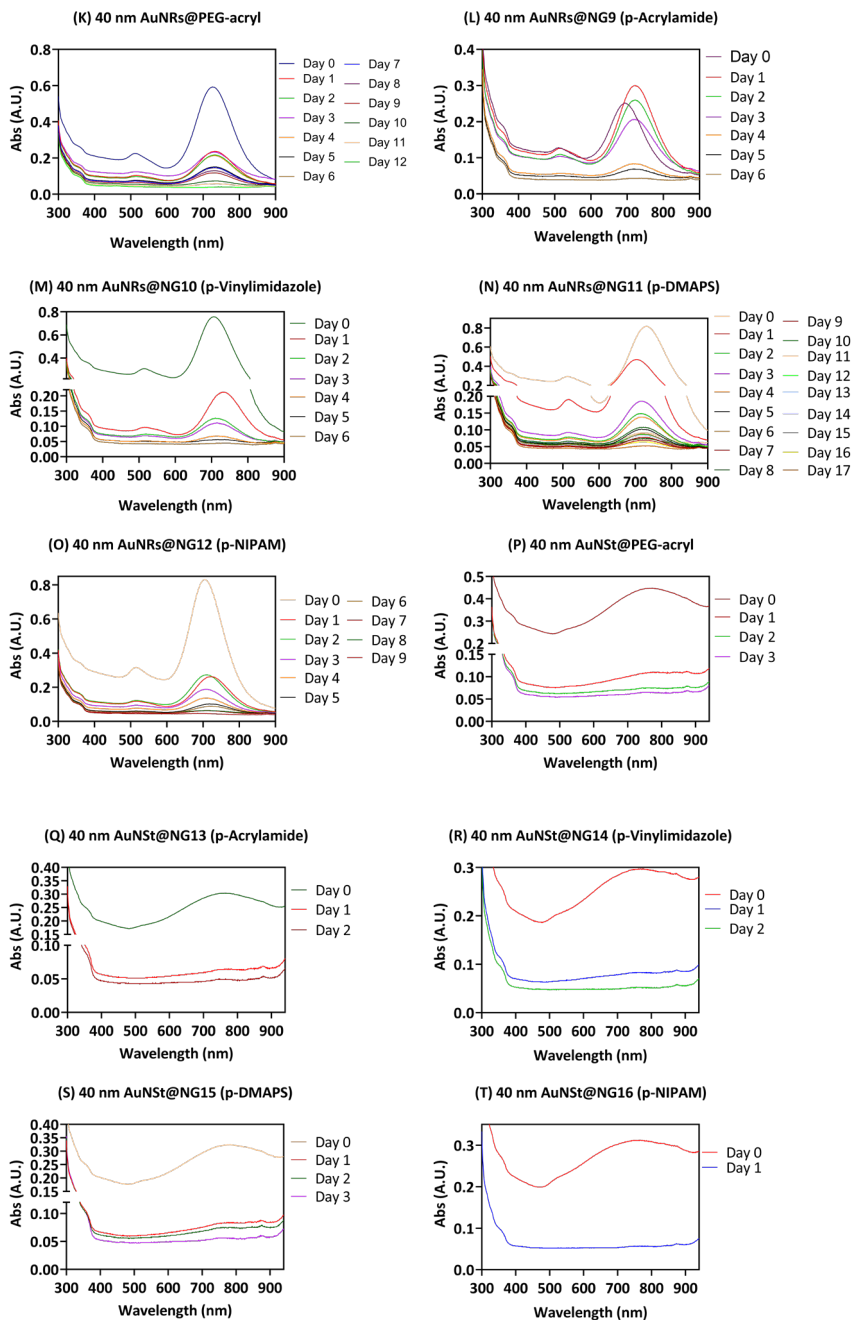 (K) 40 nm AuNRs@PEG-acryl
Abs (A.U.)
0.8
0.6
0.4
0.2
0.0
300 400 500 600 700 800 900
Wavelength (nm)
Day 0
Day 1
Day 2
Day 3
Day 4
Day 5
Day 6
Day 7
Day 8
Day 9
Day 10
Day 11
Day 12
(L) 40 nm AuNRs@NG9 (p-Acrylamide)
Abs (A.U.)
0.4
0.3
0.2
0.1
0.0
300 400 500 600 700 800 900
Wavelength (nm)
Day 0
Day 1
Day 2
Day 3
Day 4
Day 5
Day 6
(M) 40 nm AuNRs@NG10 (p-Vinylimidazole)
Abs (A.U.)
0.8
0.6
0.4
0.20
0.15
0.10
0.05
0.00
300 400 500 600 700 800 900
Wavelength (nm)
Day 0
Day 1
Day 2
Day 3
Day 4
Day 5
Day 6
(N) 40 nm AuNRs@NG11 (p-DMAPS)
Abs (A.U.)
0.8
0.6
0.4
0.2
0.20
0.15
0.10
0.05
0.00
300 400 500 600 700 800 900
Wavelength (nm)
Day 0
Day 1
Day 2
Day 3
Day 4
Day 5
Day 6
Day 7
Day 8
Day 9
Day 10
Day 11
Day 12
Day 13
Day 14
Day 15
Day 16
Day 17
(O) 40 nm AuNRs@NG12 (p-NIPAM)
Abs (A.U.)
0.8
0.6
0.4
0.2
0.0
300 400 500 600 700 800 900
Wavelength (nm)
Day 0
Day 1
Day 2
Day 3
Day 4
Day 5
Day 6
Day 7
Day 8
Day 9
(P) 40 nm AuNSt@PEG-acryl
Abs (A.U.)
0.5
0.4
0.3
0.2
0.15
0.10
0.05
0.00
300 400 500 600 700 800 900
Wavelength (nm)
Day 0
Day 1
Day 2
Day 3
(Q) 40 nm AuNSt@NG13 (p-Acrylamide)
Abs (A.U.)
0.40
0.35
0.30
0.25
0.20
0.15
0.10
0.05
0.00
300 400 500 600 700 800 900
Wavelength (nm)
Day 0
Day 1
Day 2
(R) 40 nm AuNSt@NG14 (p-Vinylimidazole)
Abs (A.U.)
0.3
0.2
0.1
0.0
300 400 500 600 700 800 900
Wavelength (nm)
Day 0
Day 1
Day 2
(S) 40 nm AuNSt@NG15 (p-DMAPS)
Abs (A.U.)
0.40
0.35
0.30
0.25
0.20
0.15
0.10
0.05
0.00
300 400 500 600 700 800 900
Wavelength (nm)
Day 0
Day 1
Day 2
Day 3
(T) 40 nm AuNSt@NG16 (p-NIPAM)
Abs (A.U.)
0.3
0.2
0.1
0.0
300 400 500 600 700 800 900
Wavelength (nm)
Day 0
Day 1